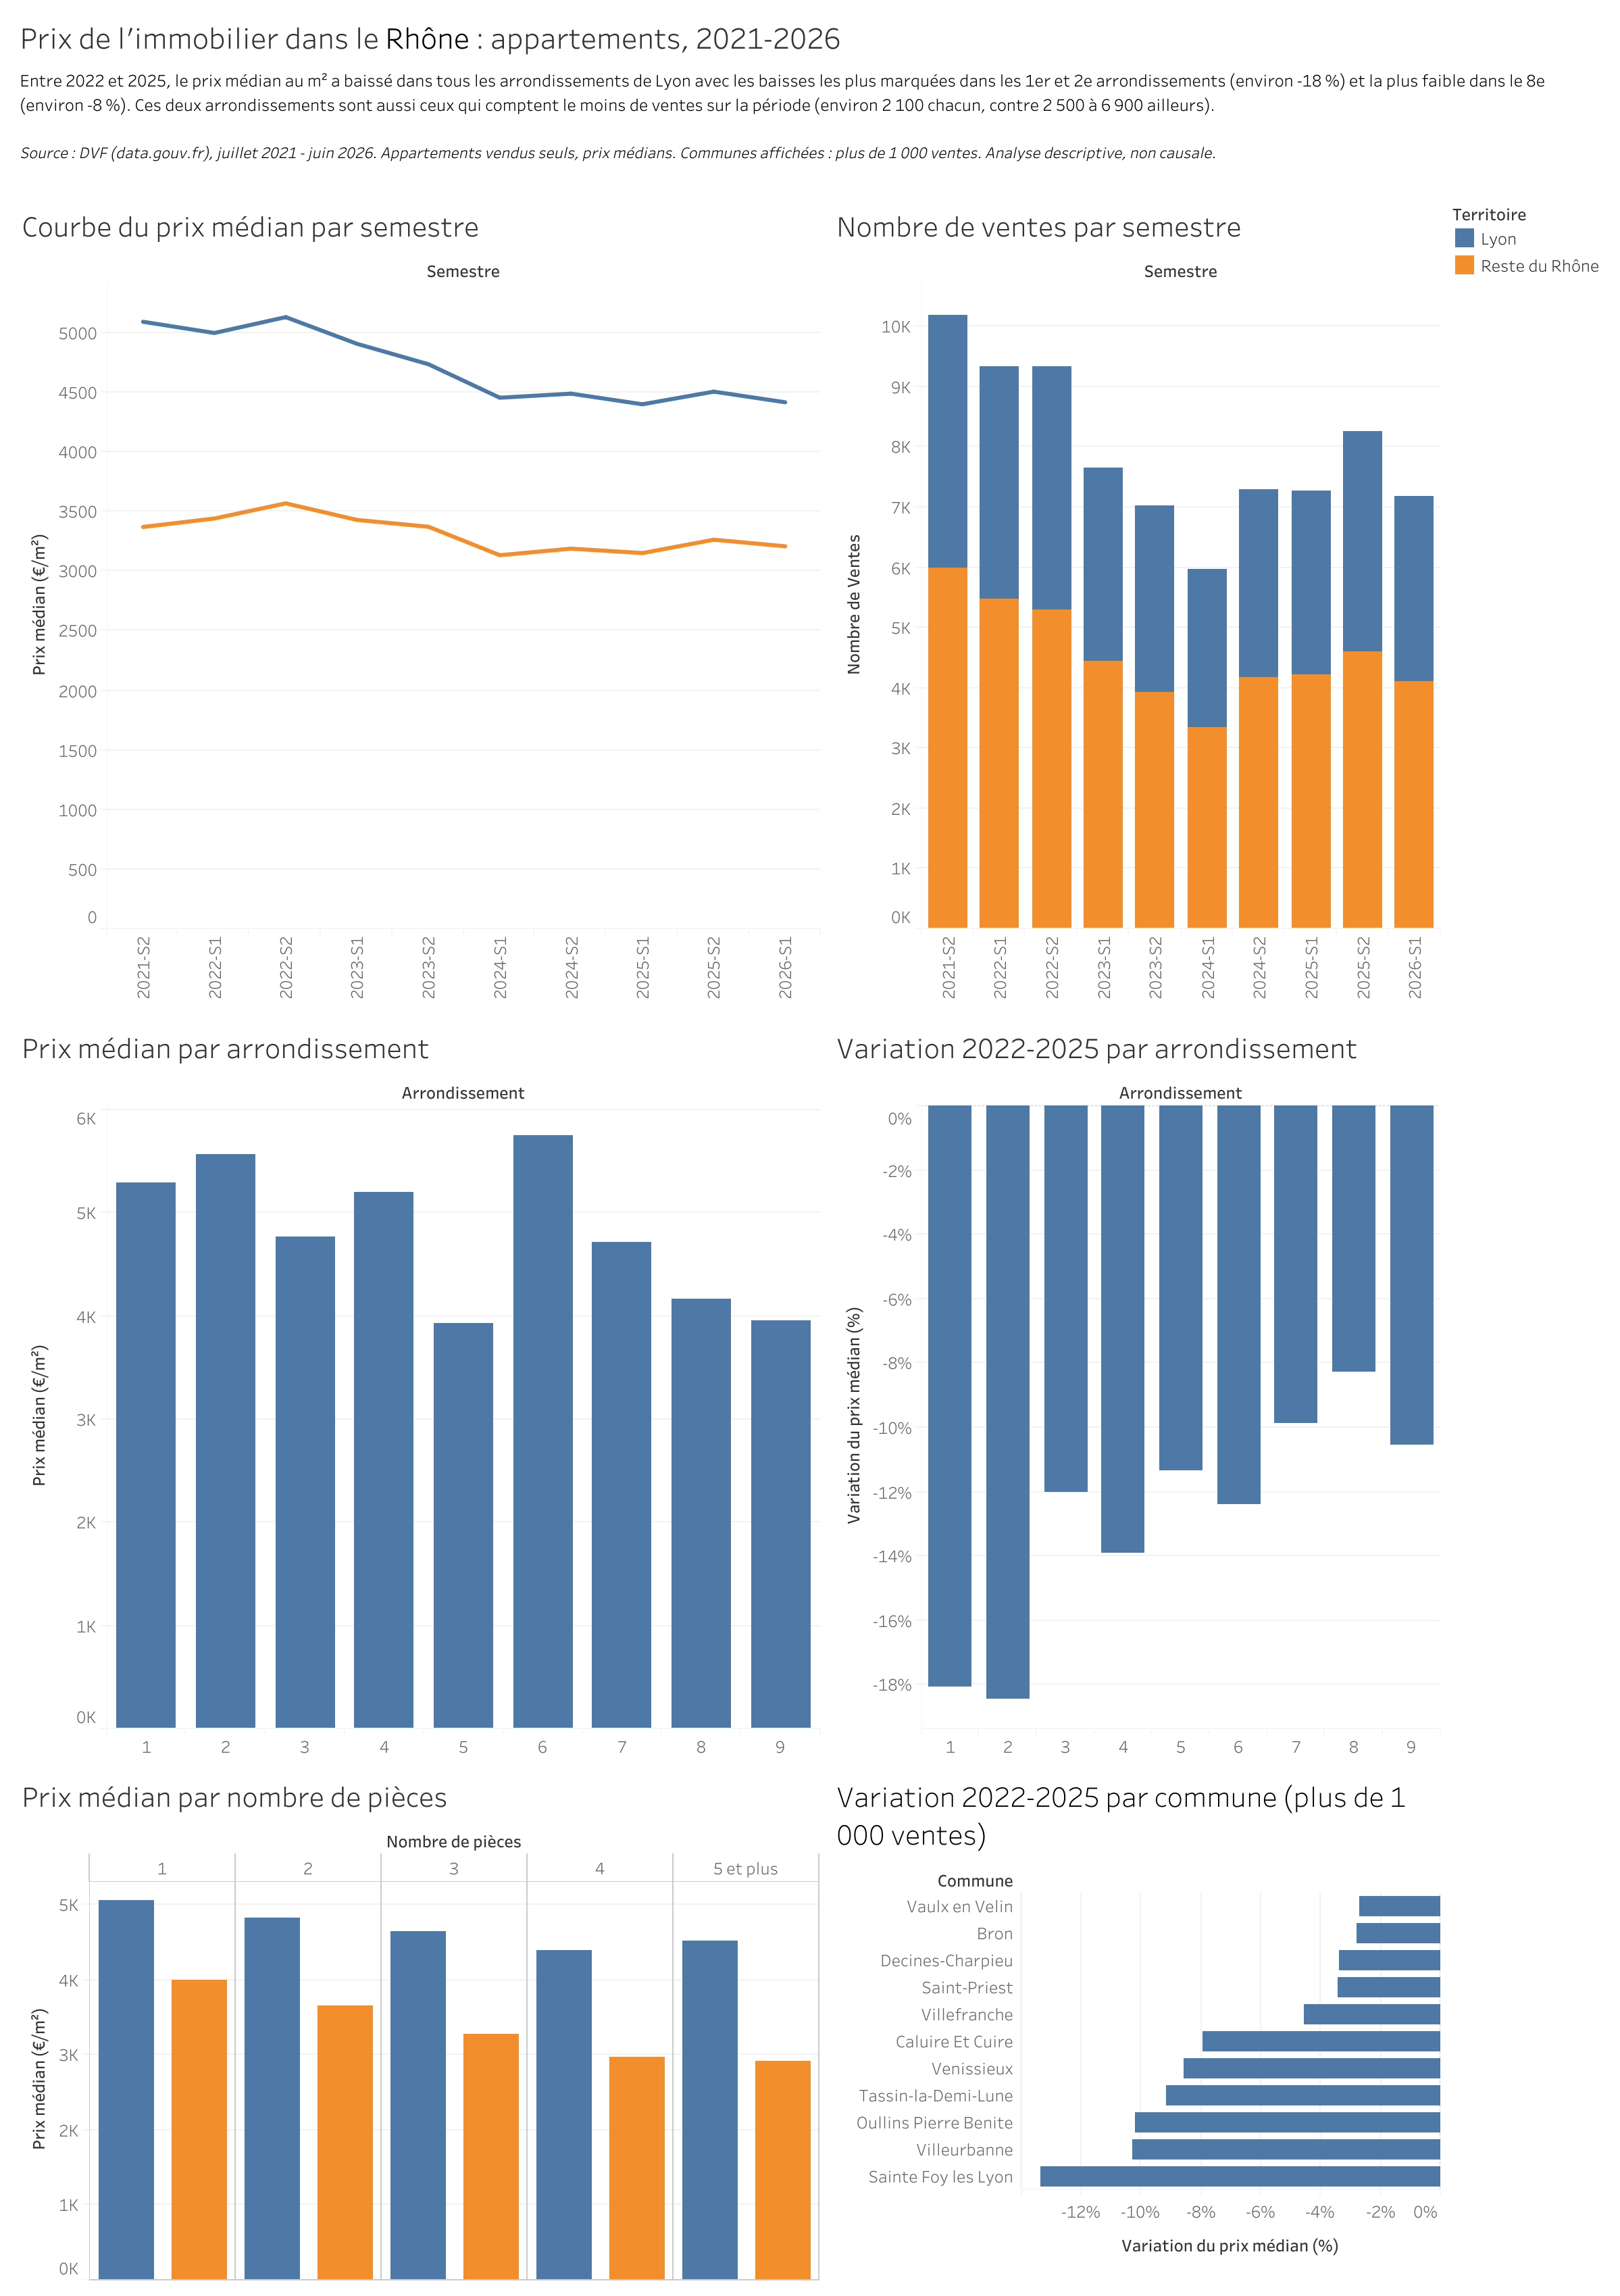 Prix de l’immobilier dans le Rhône : appartements, 2021-2026
Entre 2022 et 2025, le prix médian au m² a baissé dans tous les arrondissements de Lyon avec les baisses les plus marquées dans les 1er et 2e arrondissements (environ -18 %) et la plus faible dans le 8e
(environ -8 %). Ces deux arrondissements sont aussi ceux qui comptent le moins de ventes sur la période (environ 2 100 chacun, contre 2 500 à 6 900 ailleurs).
Source : DVF (data.gouv.fr), juillet 2021 - juin 2026. Appartements vendus seuls, prix médians. Communes affichées : plus de 1 000 ventes. Analyse descriptive, non causale.
Courbe du prix médian par semestre
Semestre
Prix médian (€/m²)
5000
4500
4000
3500
3000
2500
2000
1500
1000
500
0
2021-S2
2022-S1
2022-S2
2023-S1
2023-S2
2024-S1
2024-S2
2025-S1
2025-S2
2026-S1
Nombre de ventes par semestre
Semestre
Nombre de Ventes
10K
9K
8K
7K
6K
5K
4K
3K
2K
1K
0K
2021-S2
2022-S1
2022-S2
2023-S1
2023-S2
2024-S1
2024-S2
2025-S1
2025-S2
2026-S1
Territoire
Lyon
Reste du Rhône
Prix médian par arrondissement
Arrondissement
Prix médian (€/m²)
6K
5K
4K
3K
2K
1K
0K
1 2 3 4 5 6 7 8 9
Variation 2022-2025 par arrondissement
Arrondissement
Variation du prix médian (%)
0%
-2%
-4%
-6%
-8%
-10%
-12%
-14%
-16%
-18%
1 2 3 4 5 6 7 8 9
Prix médian par nombre de pièces
Nombre de pièces
1 2 3 4 5 et plus
Prix médian (€/m²)
5K
4K
3K
2K
1K
0K
Variation 2022-2025 par commune (plus de 1
000 ventes)
Commune
Vaulx en Velin
Bron
Decines-Charpieu
Saint-Priest
Villefranche
Caluire Et Cuire
Venissieux
Tassin-la-Demi-Lune
Oullins Pierre Benite
Villeurbanne
Sainte Foy les Lyon
-12% -10% -8% -6% -4% -2% 0%
Variation du prix médian (%)